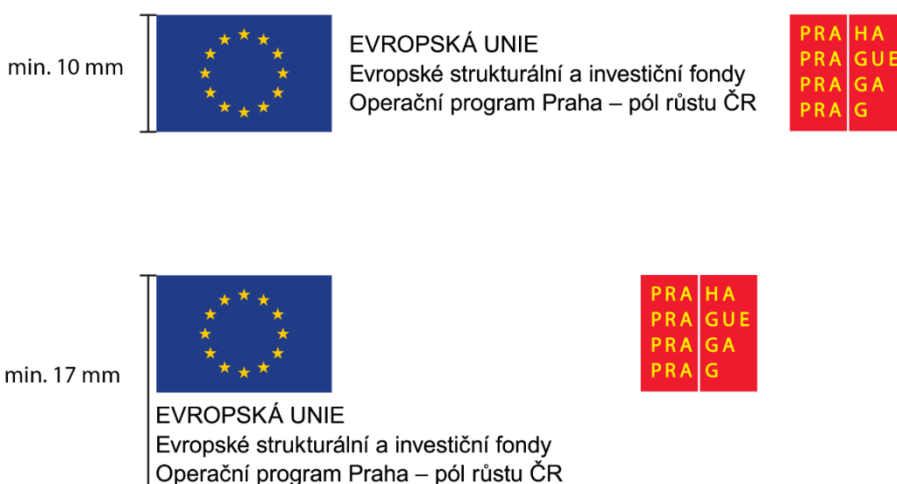 min. 10 mm
EVROPSKÁ UNIE
Evropské strukturální a investiční fondy
Operační program Praha – pól růstu ČR
PRA HA
PRA GUE
PRA GA
PRA G
min. 17 mm
PRA HA
PRA GUE
PRA GA
PRA G
EVROPSKÁ UNIE
Evropské strukturální a investiční fondy
Operační program Praha – pól růstu ČR